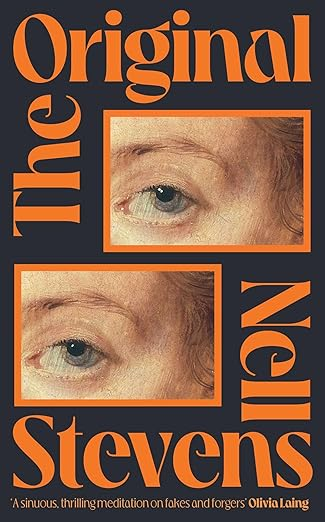 The
Original
Nell
Stevens
'A sinuous, thrilling meditation on fakes and forgers' Olivia Laing